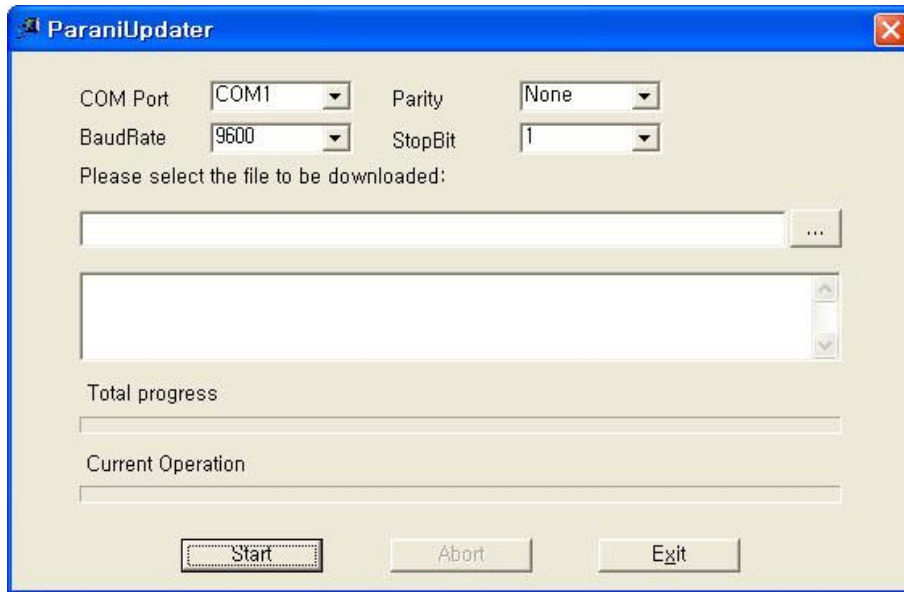 ParaniUpdater
COM Port COM1 Parity None
BaudRate 9600 StopBit 1
Please select the file to be downloaded:
...
Total progress
Current Operation
Start Abort Exit